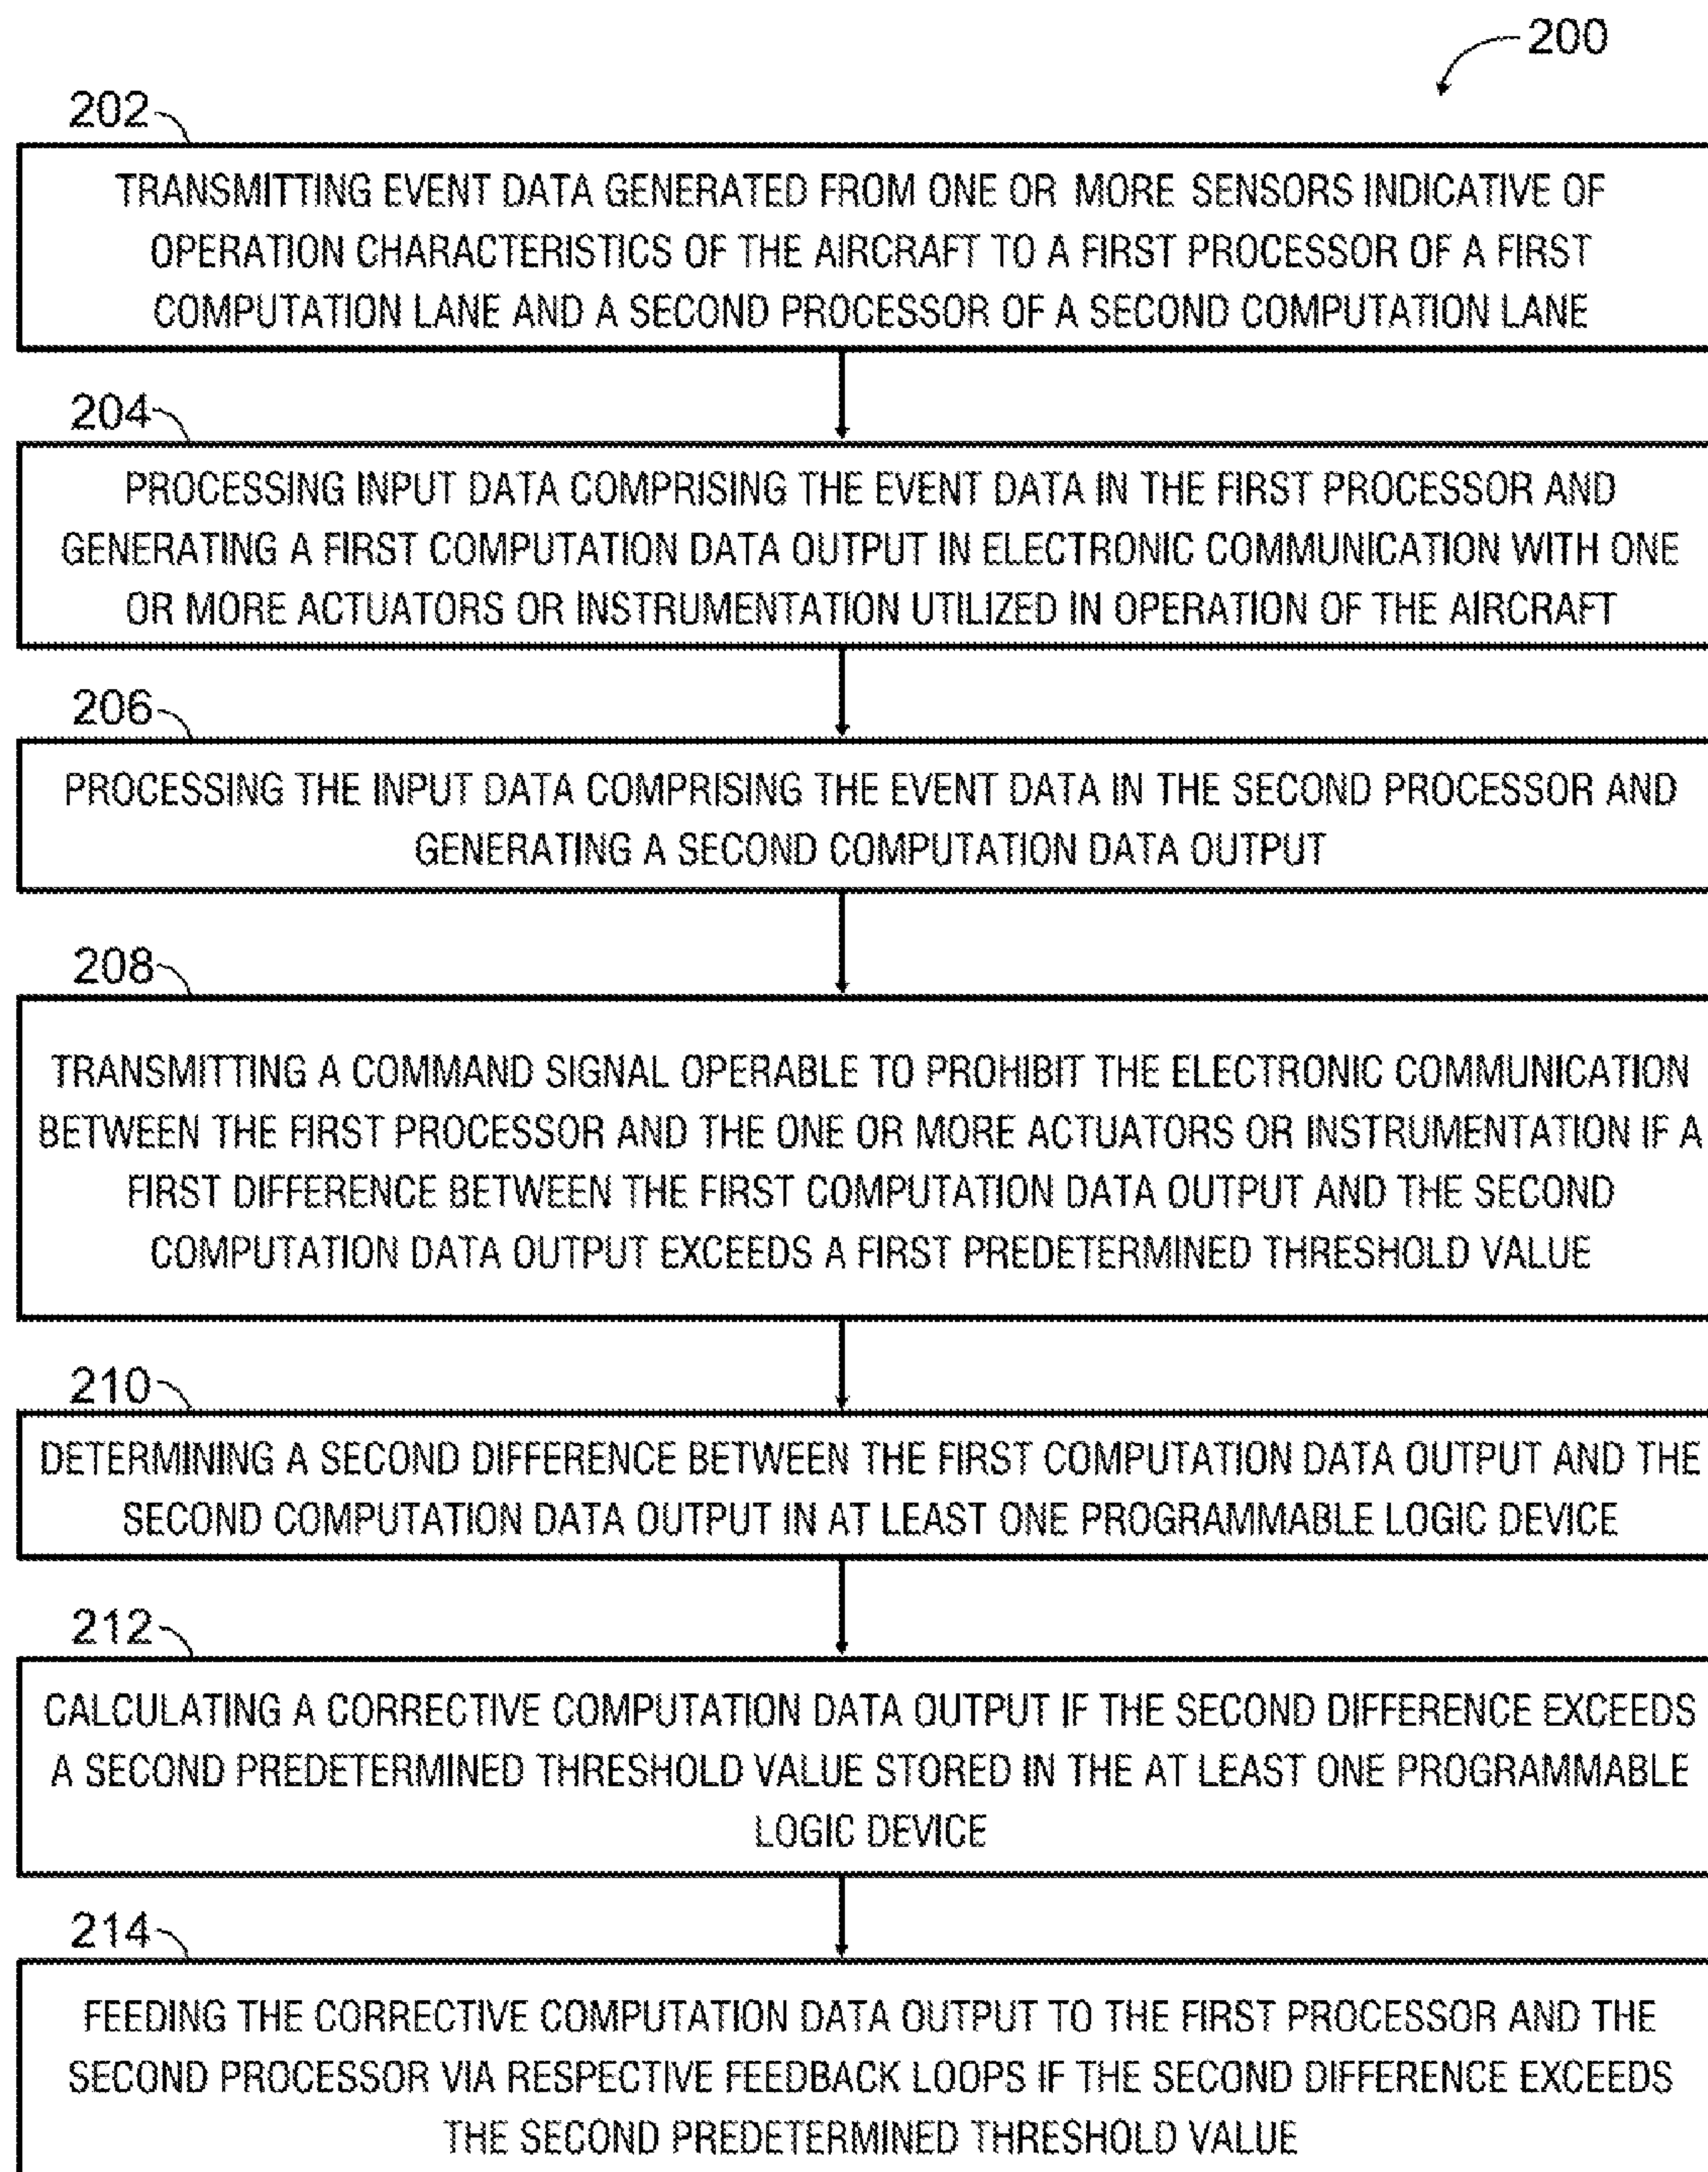 200
202
TRANSMITTING EVENT DATA GENERATED FROM ONE OR MORE SENSORS INDICATIVE OF
OPERATION CHARACTERISTICS OF THE AIRCRAFT TO A FIRST PROCESSOR OF A FIRST
COMPUTATION LANE AND A SECOND PROCESSOR OF A SECOND COMPUTATION LANE
204
PROCESSING INPUT DATA COMPRISING THE EVENT DATA IN THE FIRST PROCESSOR AND
GENERATING A FIRST COMPUTATION DATA OUTPUT IN ELECTRONIC COMMUNICATION WITH ONE
OR MORE ACTUATORS OR INSTRUMENTATION UTILIZED IN OPERATION OF THE AIRCRAFT
206
PROCESSING THE INPUT DATA COMPRISING THE EVENT DATA IN THE SECOND PROCESSOR AND
GENERATING A SECOND COMPUTATION DATA OUTPUT
208
TRANSMITTING A COMMAND SIGNAL OPERABLE TO PROHIBIT THE ELECTRONIC COMMUNICATION
BETWEEN THE FIRST PROCESSOR AND THE ONE OR MORE ACTUATORS OR INSTRUMENTATION IF A
FIRST DIFFERENCE BETWEEN THE FIRST COMPUTATION DATA OUTPUT AND THE SECOND
COMPUTATION DATA OUTPUT EXCEEDS A FIRST PREDETERMINED THRESHOLD VALUE
210
DETERMINING A SECOND DIFFERENCE BETWEEN THE FIRST COMPUTATION DATA OUTPUT AND THE
SECOND COMPUTATION DATA OUTPUT IN AT LEAST ONE PROGRAMMABLE LOGIC DEVICE
212
CALCULATING A CORRECTIVE COMPUTATION DATA OUTPUT IF THE SECOND DIFFERENCE EXCEEDS
A SECOND PREDETERMINED THRESHOLD VALUE STORED IN THE AT LEAST ONE PROGRAMMABLE
LOGIC DEVICE
214
FEEDING THE CORRECTIVE COMPUTATION DATA OUTPUT TO THE FIRST PROCESSOR AND THE
SECOND PROCESSOR VIA RESPECTIVE FEEDBACK LOOPS IF THE SECOND DIFFERENCE EXCEEDS
THE SECOND PREDETERMINED THRESHOLD VALUE